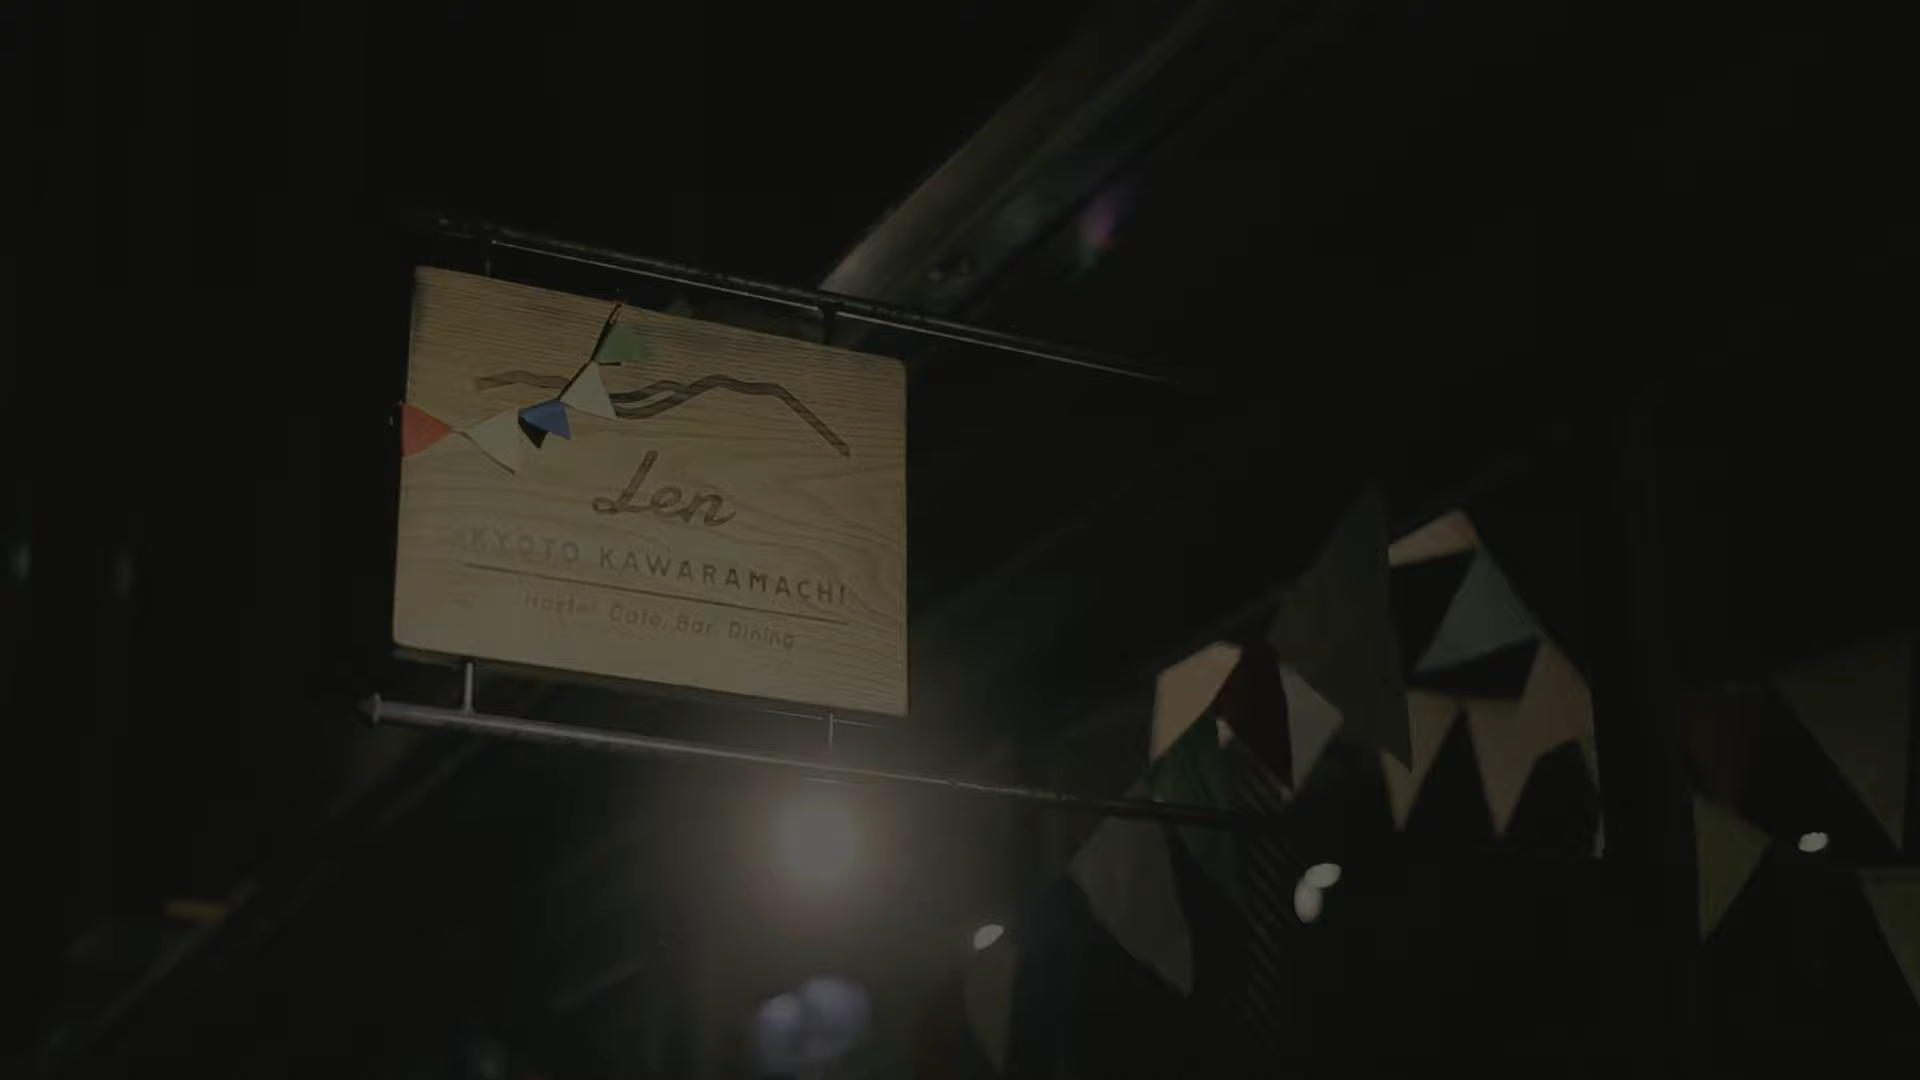 Len
KYOTO KAWARAMACHI
Hostel, Cafe, Bar, Dining